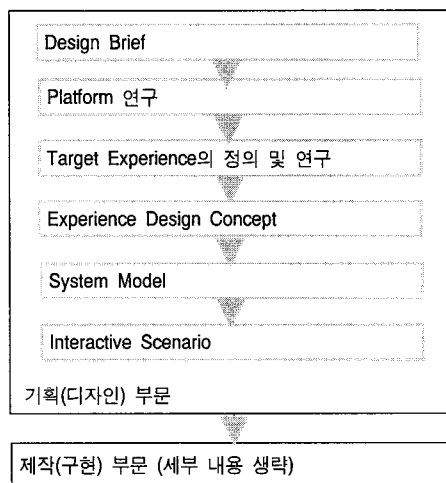 Design Brief
Platform 연구
Target Experience의 정의 및 연구
Experience Design Concept
System Model
Interactive Scenario
기획(디자인) 부문
제작(구현) 부문 (세부 내용 생략)